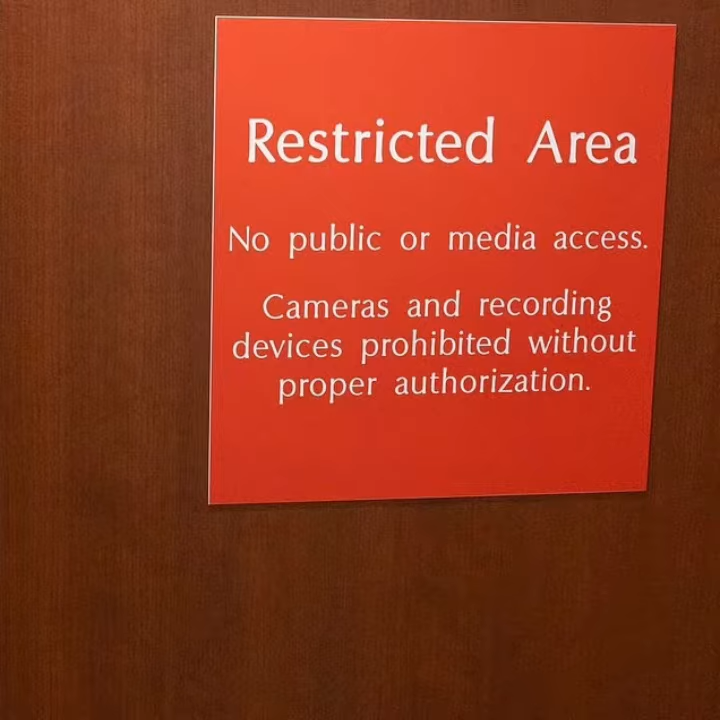 Restricted Area
No public or media access.
Cameras and recording
devices prohibited without
proper authorization.